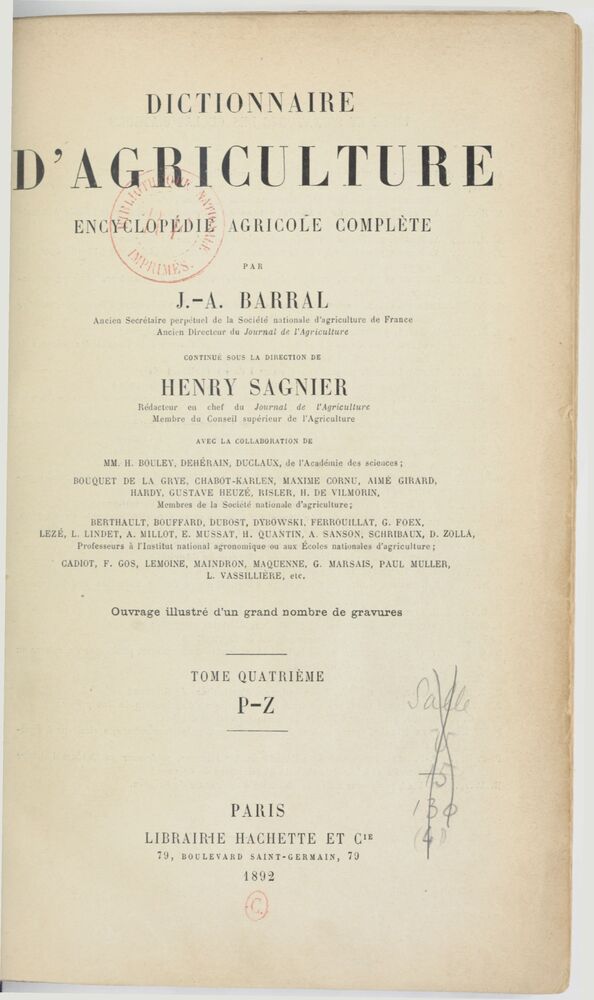 DICTIONNAIRE
D'AGRICULTURE
ENCYCLOPÉDIE AGRICOLE COMPLÈTE
BIBLIOTHÈQUE NATIONALE
IMPRIMÉS.
PAR
J.-A. BARRAL
Ancien Secrétaire perpétuel de la Société nationale d'agriculture de France
Ancien Directeur du Journal de l'Agriculture
CONTINUÉ SOUS LA DIRECTION DE
HENRY SAGNIER
Rédacteur en chef du Journal de l'Agriculture
Membre du Conseil supérieur de l'Agriculture
AVEC LA COLLABORATION DE
MM. H. BOULEY, DEHÉRAIN, DUCLAUX, de l'Académie des sciences;
BOUQUET DE LA GRYE, CHABOT-KARLEN, MAXIME CORNU, AIMÉ GIRARD,
HARDY, GUSTAVE HEUZÉ, RISLER, H. DE VILMORIN,
Membres de la Société nationale d'agriculture;
BERTHAULT, BOUFFARD, DUBOST, DYBOWSKI, FERROUILLAT, G. FOEX,
LEZÉ, L. LINDET, A. MILLOT, E. MUSSAT, H. QUANTIN, A. SANSON, SCHRIBAUX, D. ZOLLA,
Professeurs à l'Institut national agronomique ou aux Écoles nationales d'agriculture;
CADIOT, F. GOS, LEMOINE, MAINDRON, MAQUENNE, G. MARSAIS, PAUL MULLER,
L. VASSILLIÈRE, etc.
Ouvrage illustré d'un grand nombre de gravures
TOME QUATRIÈME
P-Z
Salle
15
130
PARIS
LIBRAIRIE HACHETTE ET CIE
79, BOULEVARD SAINT-GERMAIN, 79
1892
C.